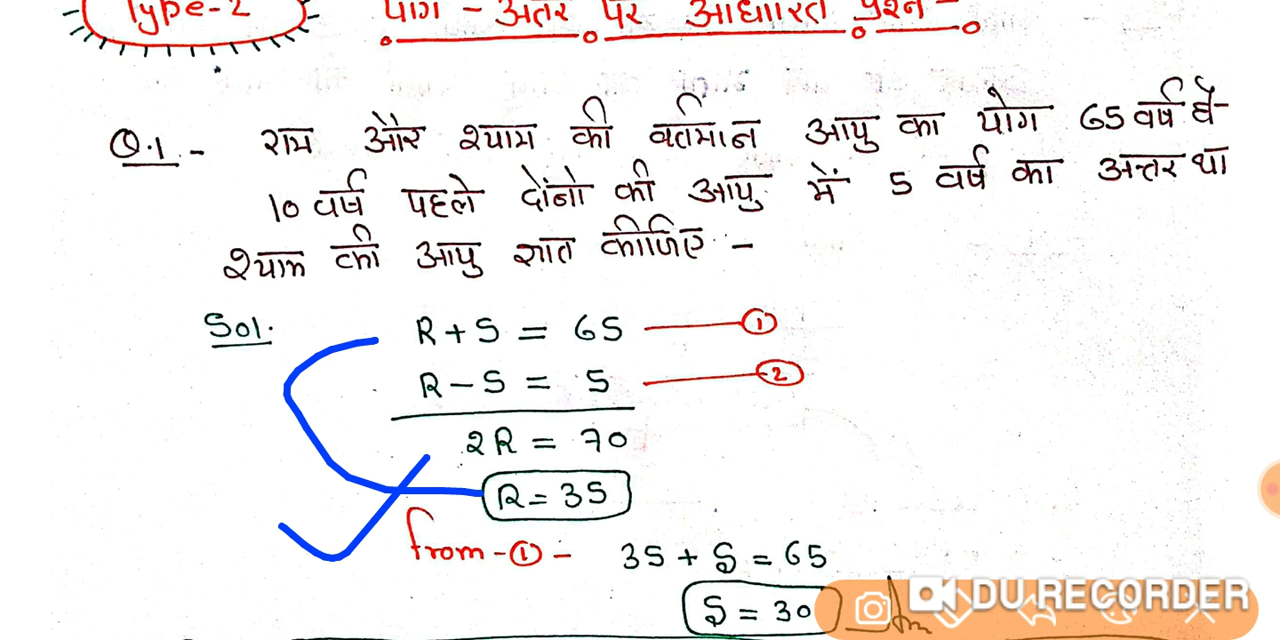 Type-2
योग - अंतर पर आधारित प्रश्न -
Q.1 - राम और श्याम की वर्तमान आयु का योग 65 वर्ष है-
10 वर्ष पहले दोंनो की आयु में 5 वर्ष का अन्तर था
श्याम की आयु ज्ञात कीजिए -
Sol.
R + S = 65 ——— ①
R - S = 5 ——— ②
2R = 70
R = 35
from - ① - 35 + S = 65
S = 30 Am
DU RECORDER